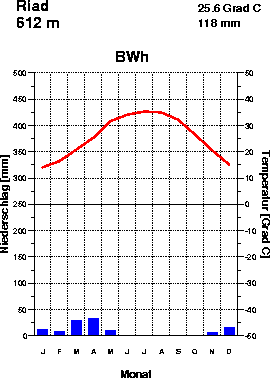 Riad
25.6 Grad C
612 m
118 mm
BWh
500
50
450
40
400
30
350
20
300
10
250
0
200
-10
150
-20
100
-30
50
-40
0
-50
Niederschlag [mm]
Temperatur [Grad C]
J F M A M J J A S O N D
Monat